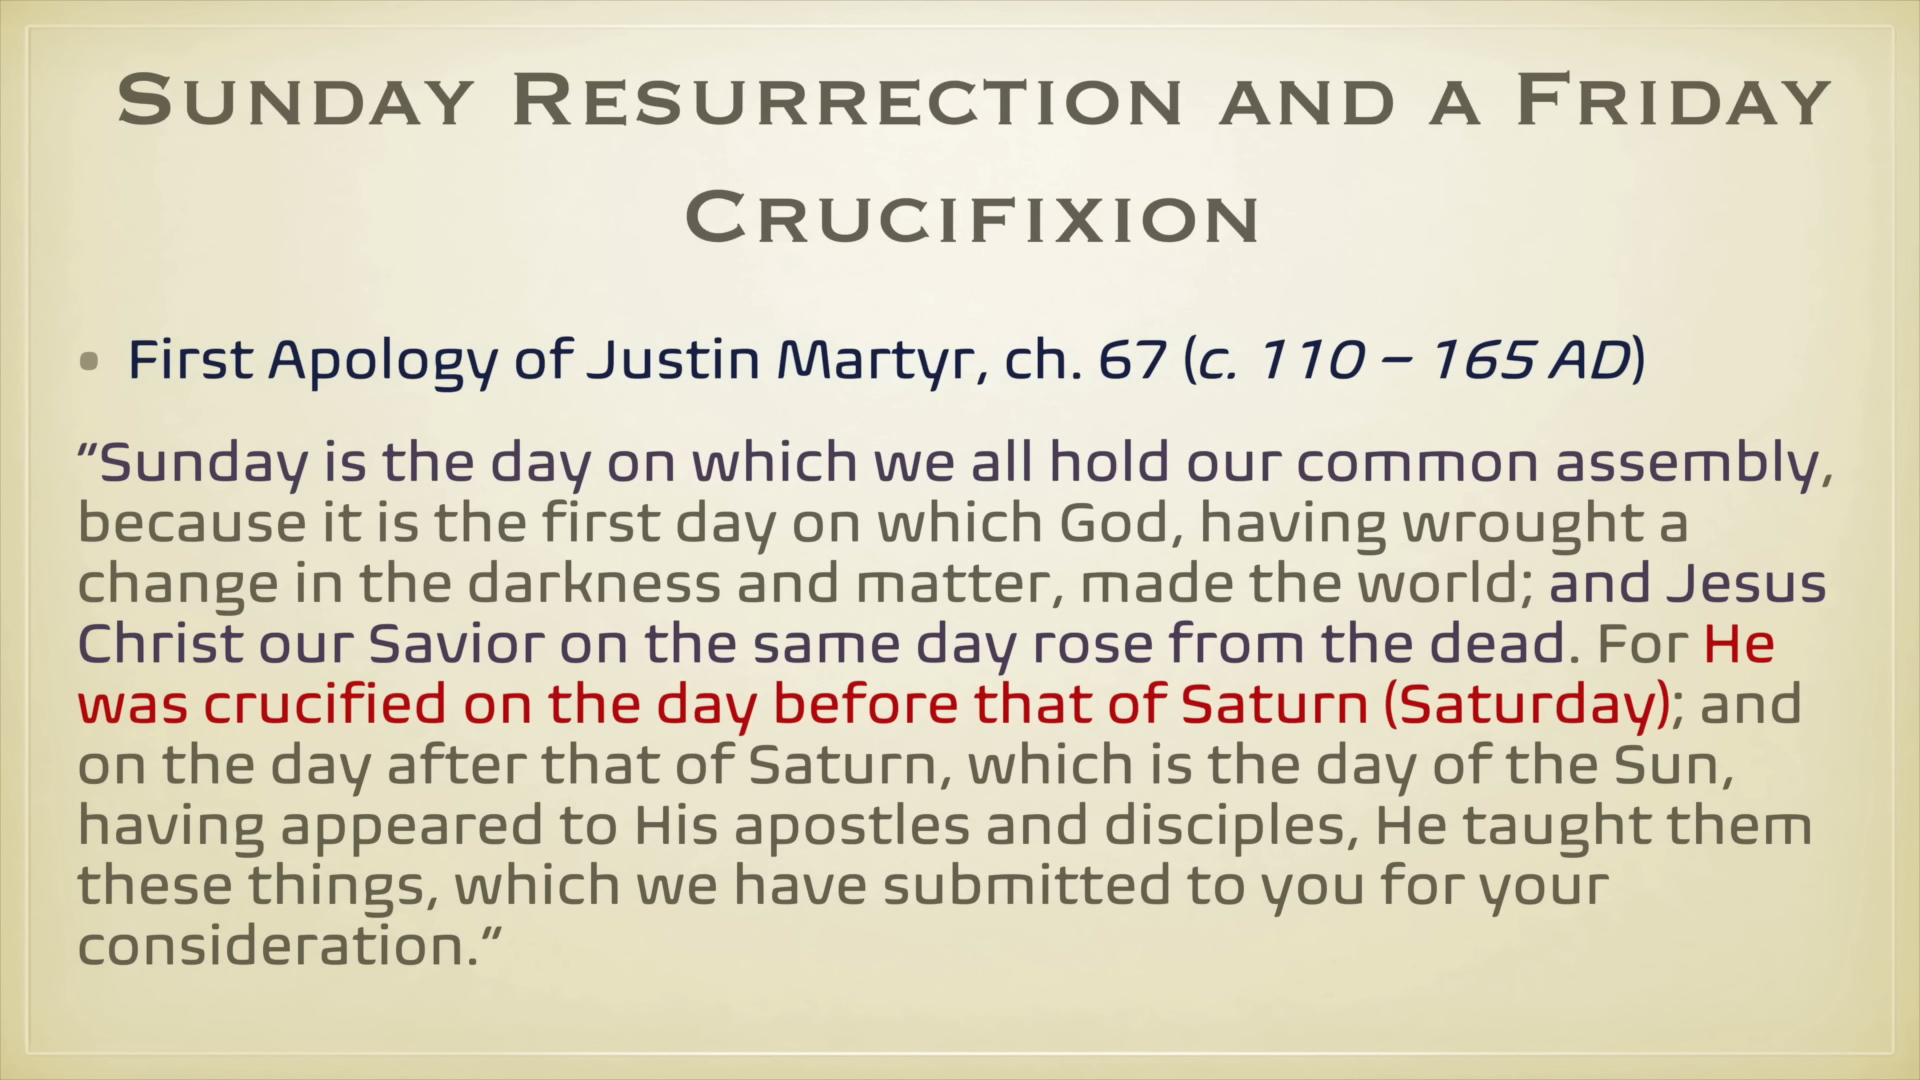 Sunday Resurrection and a Friday
Crucifixion
• First Apology of Justin Martyr, ch. 67 (c. 110 – 165 AD)
"Sunday is the day on which we all hold our common assembly,
because it is the first day on which God, having wrought a
change in the darkness and matter, made the world; and Jesus
Christ our Savior on the same day rose from the dead. For He
was crucified on the day before that of Saturn (Saturday); and
on the day after that of Saturn, which is the day of the Sun,
having appeared to His apostles and disciples, He taught them
these things, which we have submitted to you for your
consideration."